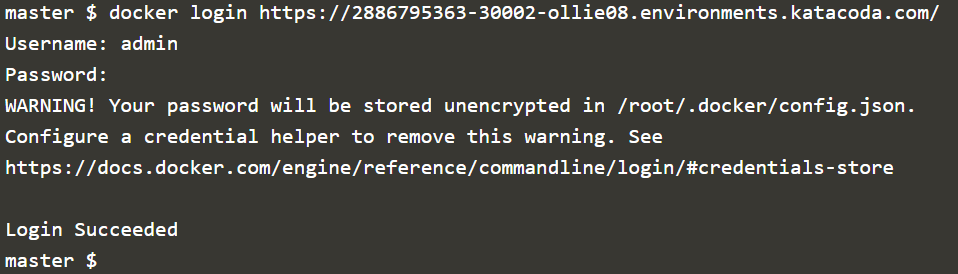 master $ docker login https://2886795363-30002-ollie08.environments.katacoda.com/
Username: admin
Password:
WARNING! Your password will be stored unencrypted in /root/.docker/config.json.
Configure a credential helper to remove this warning. See
https://docs.docker.com/engine/reference/commandline/login/#credentials-store
Login Succeeded
master $